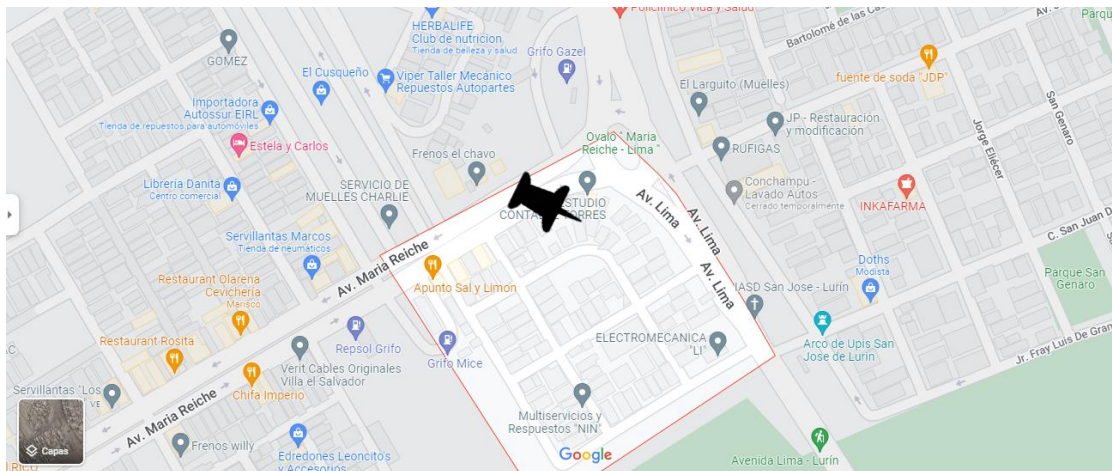 Policlínico Vida y Salud
HERBALIFE
Club de nutricion
Tienda de belleza y salud
GOMEZ
Bartolomé de las
Parque
Grifo Gazel
El Cusqueño
Viper Taller Mecánico
Repuestos Autopartes
fuente de soda "JDP"
El Larguito (Muelles)
San Genaro
Importadora
Autossur EIRL
Tienda de repuestos para automóviles
JP - Restauración
y modificación
Jorge Eliécer
Estela y Carlos
Ovalo " Maria
Reiche - Lima "
RUFIGAS
Frenos el chavo
Libreria Danita
Centro comercial
SERVICIO DE
MUELLES CHARLIE
Conchampu -
Lavado Autos
Cerrado temporalmente
INKAFARMA
Av. Lima
Av. Lima
Servillantas Marcos
Tienda de neumáticos
Av. Maria Reiche
C. San Juan D
Doths
Modista
Parque San
Genaro
Restaurant Olarena
Cevicheria
Marisco
Apunto Sal y Limon
Av. Lima
IASD San Jose - Lurín
Restaurant Rosita
Repsol Grifo
Grifo Mice
ELECTROMECANICA
"LI"
Arco de Upis San
Jose de Lurín
Jr. Fray Luis De Gran
Verit Cables Originales
Villa el Salvador
Servillantas "Los
VE
Chifa Imperio
Av. Maria Reiche
Multiservicios y
Respuestos "NIN"
Frenos willy
Capas
Google
Edredones Leoncitos
y Accesorios
Avenida Lima - Lurín